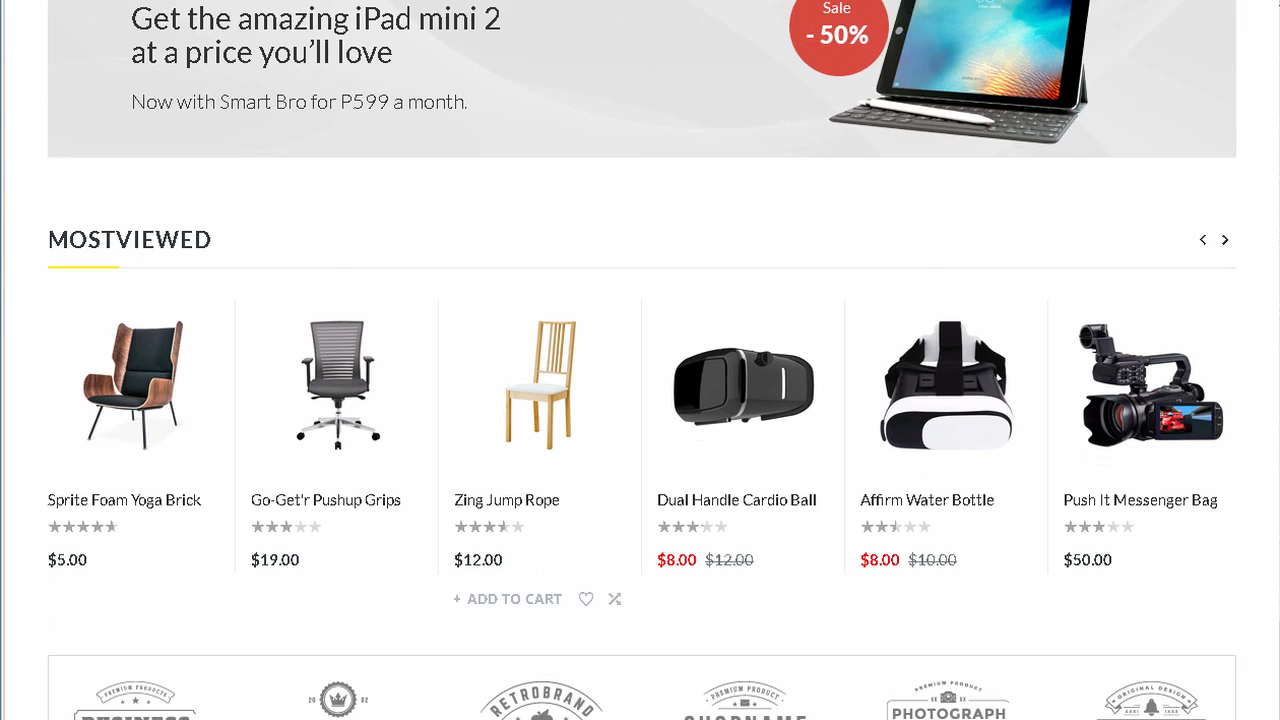 Get the amazing iPad mini 2
at a price you’ll love
Now with Smart Bro for P599 a month.
Sale
- 50%
MOSTVIEWED
Sprite Foam Yoga Brick
$5.00
Go-Get'r Pushup Grips
$19.00
Zing Jump Rope
$12.00
+ ADD TO CART
Dual Handle Cardio Ball
$8.00 $12.00
Affirm Water Bottle
$8.00 $10.00
Push It Messenger Bag
$50.00
PREMIUM PRODUCTS
BUSINESS
20 02
RETROBRAND
PREMIUM PRODUCT
SHOPNAME
PREMIUM PRODUCT
PHOTOGRAPH
ORIGINAL DESIGN